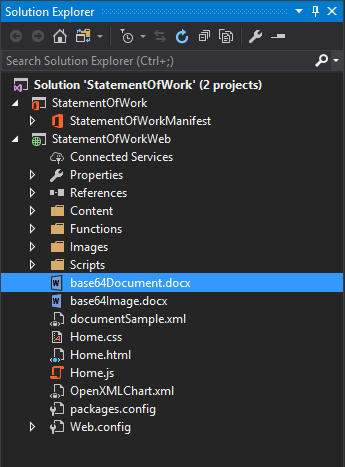 Solution Explorer
Search Solution Explorer (Ctrl+;)
Solution 'StatementOfWork' (2 projects)
StatementOfWork
StatementOfWorkManifest
StatementOfWorkWeb
Connected Services
Properties
References
Content
Functions
Images
Scripts
base64Document.docx
base64Image.docx
documentSample.xml
Home.css
Home.html
Home.js
OpenXMLChart.xml
packages.config
Web.config